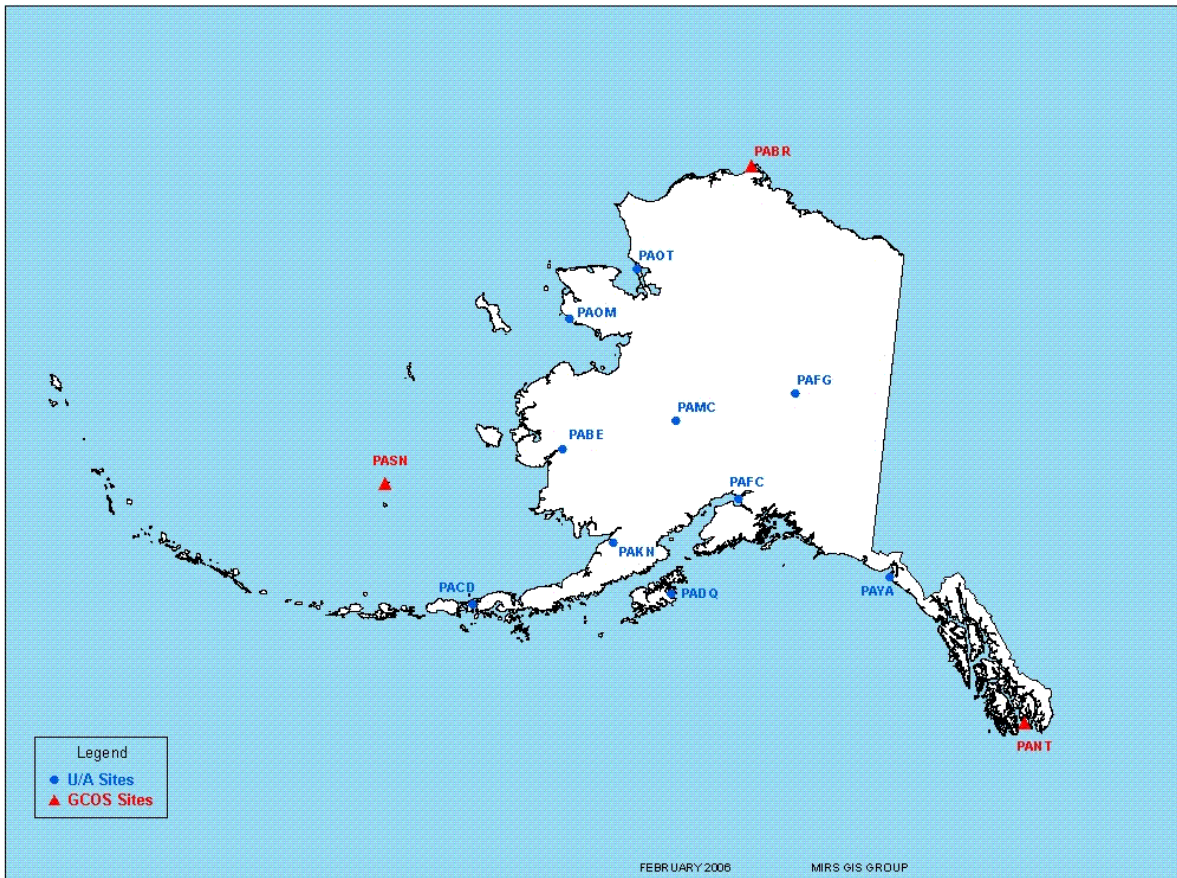 PABR
PAOT
PAOM
PAFG
PAMC
PABE
PASN
PAFC
PAKN
PACD
PADQ
PAYA
PANT
Legend
U/A Sites
GCOS Sites
FEBRUARY 2006 MIRS GIS GROUP